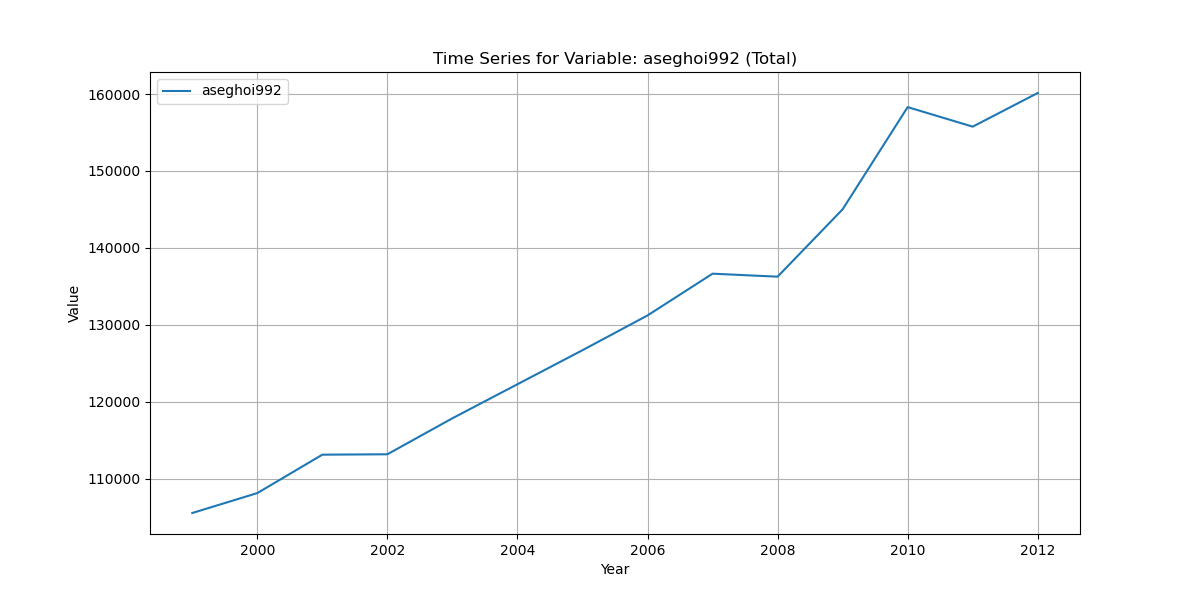 Time Series for Variable: aseghoi992 (Total)
aseghoi992
160000
150000
140000
130000
120000
110000
Value
2000 2002 2004 2006 2008 2010 2012
Year